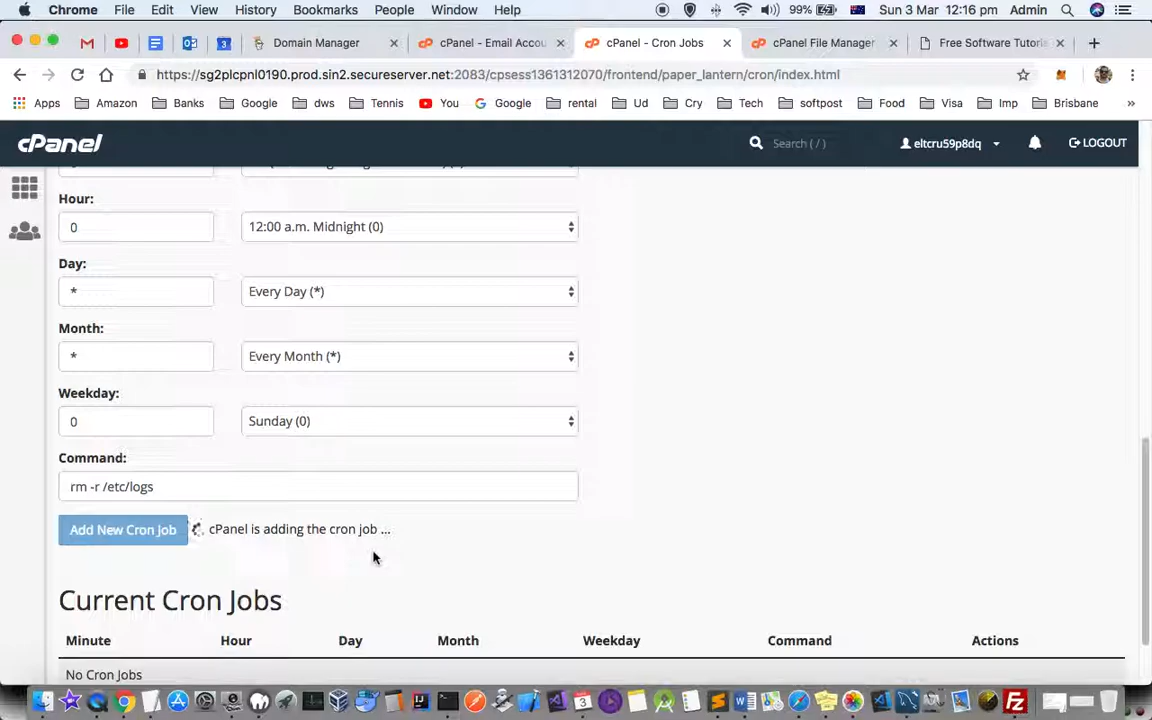 Chrome File Edit View History Bookmarks People Window Help 99% Sun 3 Mar 12:16 pm Admin
Domain Manager cPanel - Email Accou cPanel - Cron Jobs cPanel File Manager Free Software Tutoria
https://sg2plcpnl0190.prod.sin2.secureserver.net:2083/cpsess1361312070/frontend/paper_lantern/cron/index.html
Apps Amazon Banks Google dws Tennis You Google rental Ud Cry Tech softpost Food Visa Imp Brisbane »
cPanel Search ( / ) eltcru59p8dq LOGOUT
Hour:
0 12:00 a.m. Midnight (0)
Day:
* Every Day (*)
Month:
* Every Month (*)
Weekday:
0 Sunday (0)
Command:
rm -r /etc/logs
Add New Cron Job cPanel is adding the cron job ...
Current Cron Jobs
Minute Hour Day Month Weekday Command Actions
No Cron Jobs